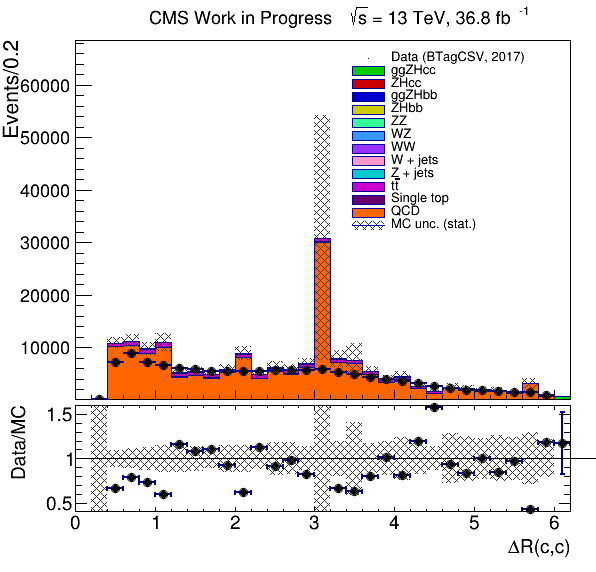 CMS Work in Progress √s = 13 TeV, 36.8 fb⁻¹
Events/0.2
60000
50000
40000
30000
20000
10000
Data (BTagCSV, 2017)
ggZHcc
ZHcc
ggZHbb
ZHbb
ZZ
WZ
WW
W + jets
Z + jets
tt̅
Single top
QCD
MC unc. (stat.)
Data/MC
1.5
1
0.5
0 1 2 3 4 5 6
ΔR(c,c)